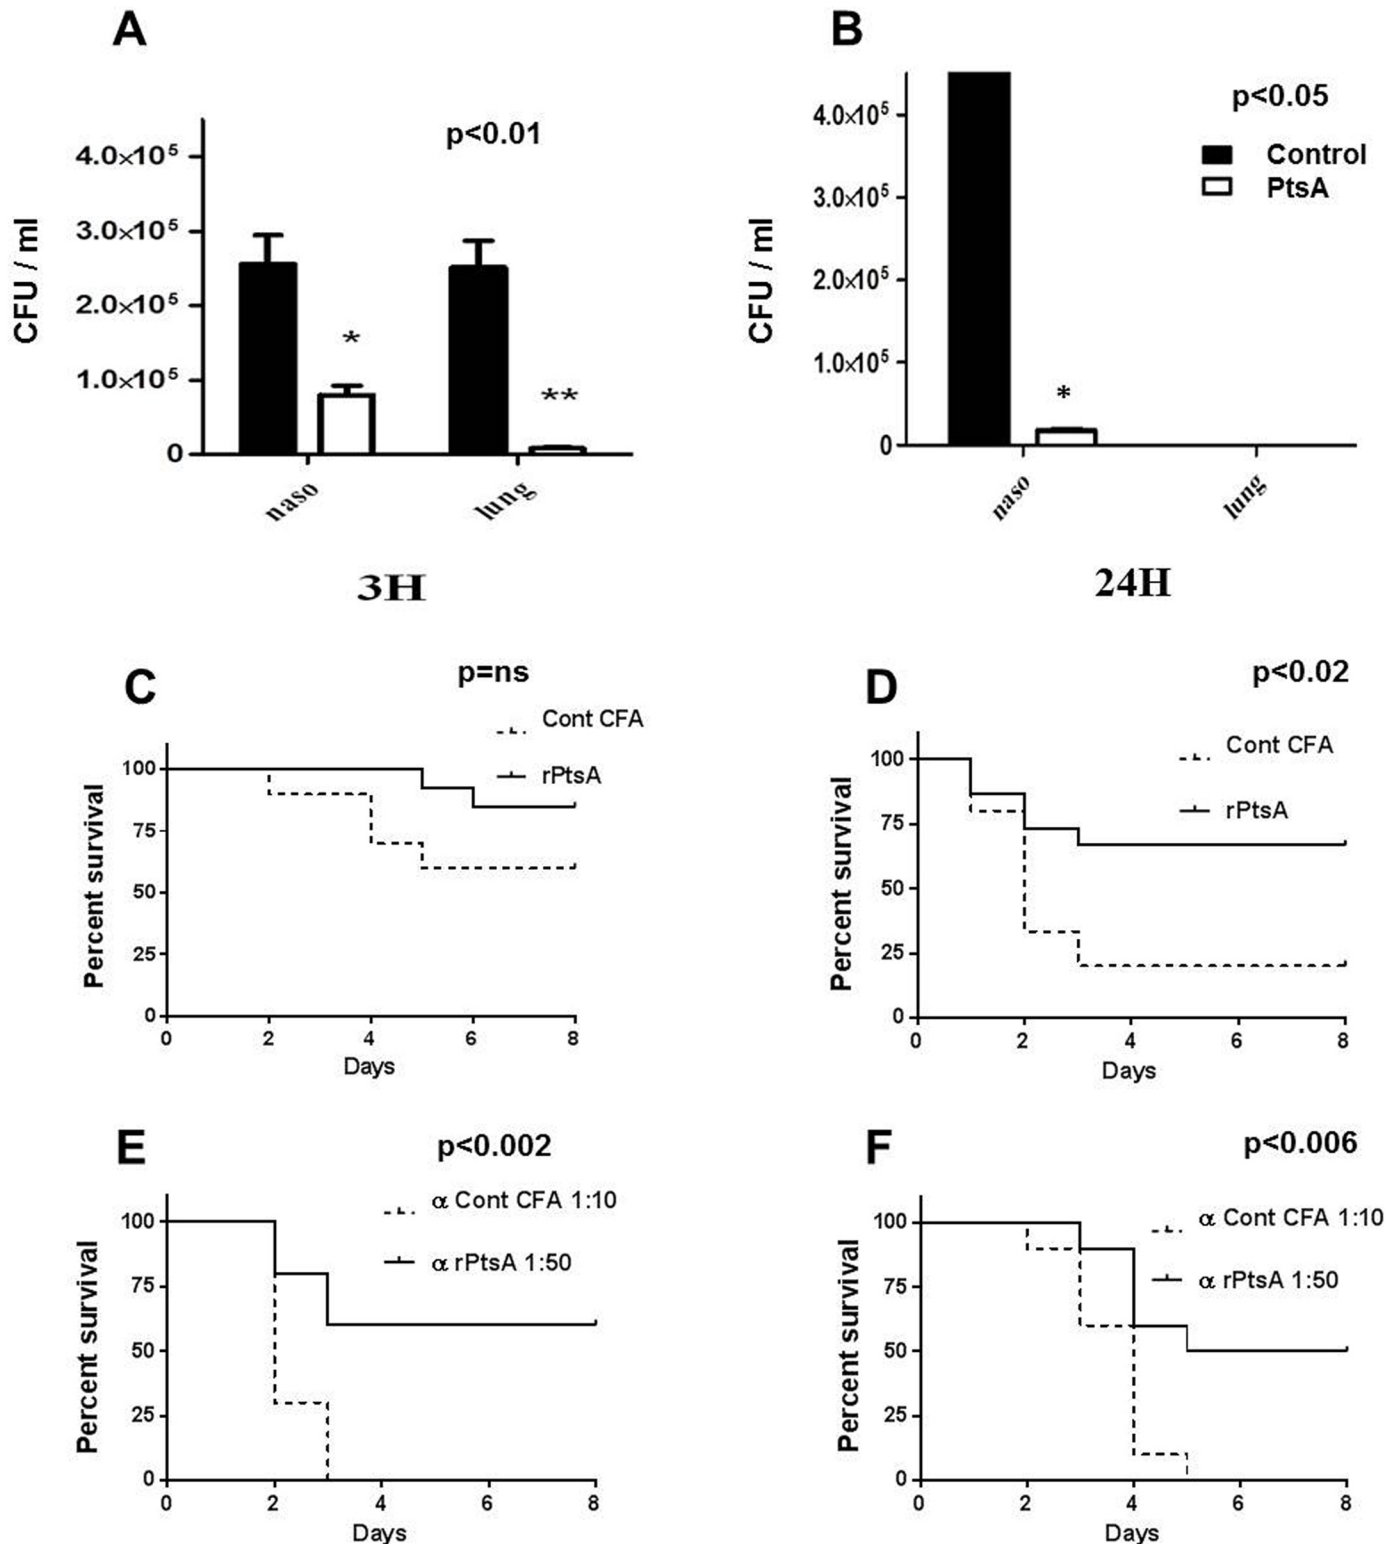 A
p<0.01
CFU / ml
4.0×10⁵
3.0×10⁵
2.0×10⁵
1.0×10⁵
0
*
**
naso
lung
3H
B
p<0.05
Control
PtsA
CFU / ml
4.0×10⁵
3.0×10⁵
2.0×10⁵
1.0×10⁵
0
*
naso
lung
24H
C
p=ns
Cont CFA
rPtsA
Percent survival
100
75
50
25
0
0 2 4 6 8
Days
D
p<0.02
Cont CFA
rPtsA
Percent survival
100
75
50
25
0
0 2 4 6 8
Days
E
p<0.002
α Cont CFA 1:10
α rPtsA 1:50
Percent survival
100
75
50
25
0
0 2 4 6 8
Days
F
p<0.006
α Cont CFA 1:10
α rPtsA 1:50
Percent survival
100
75
50
25
0
0 2 4 6 8
Days